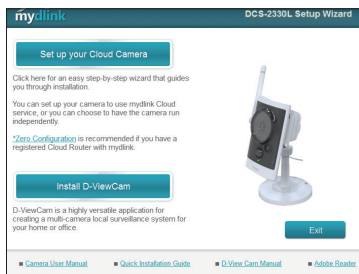 mydlink
DCS-2330L Setup Wizard
Set up your Cloud Camera
Click here for an easy step-by-step wizard that guides
you through installation.
You can set up your camera to use mydlink Cloud
service, or you can choose to have the camera run
independently.
*Zero Configuration is recommended if you have a
registered Cloud Router with mydlink.
Install D-ViewCam
D-ViewCam is a highly versatile application for
creating a multi-camera local surveillance system for
your home or office.
Exit
Camera User Manual
Quick Installation Guide
D-View Cam Manual
Adobe Reader